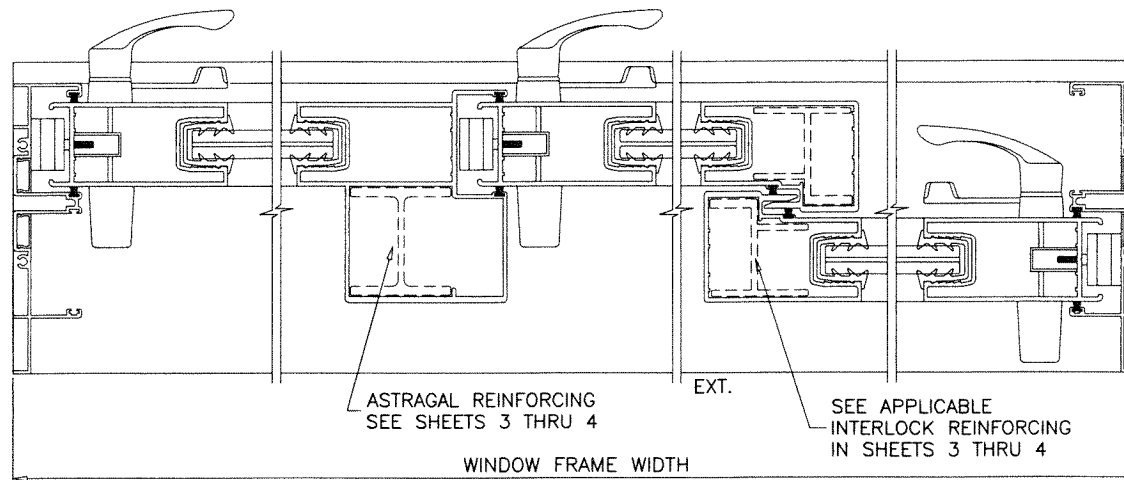 EXT.
ASTRAGAL REINFORCING
SEE SHEETS 3 THRU 4
SEE APPLICABLE
INTERLOCK REINFORCING
IN SHEETS 3 THRU 4
WINDOW FRAME WIDTH